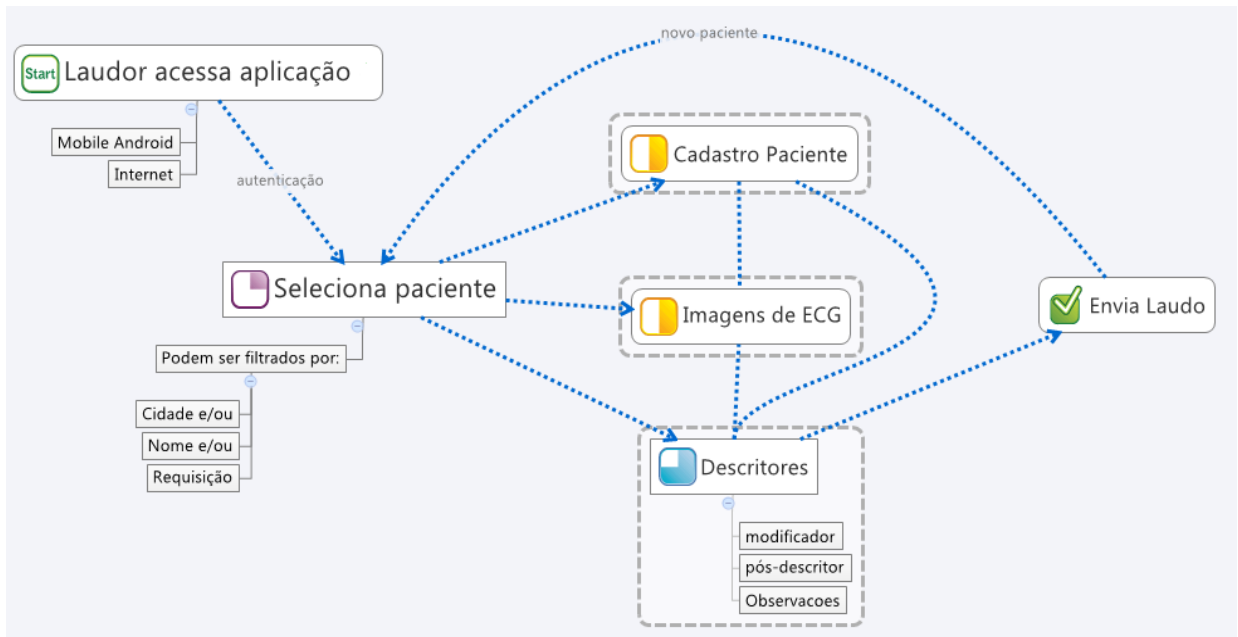 novo paciente
Start
Laudor acessa aplicação
Mobile Android
Internet
autenticação
Cadastro Paciente
Seleciona paciente
Imagens de ECG
Envia Laudo
Podem ser filtrados por:
Cidade e/ou
Nome e/ou
Requisição
Descritores
modificador
pós-descritor
Observacoes